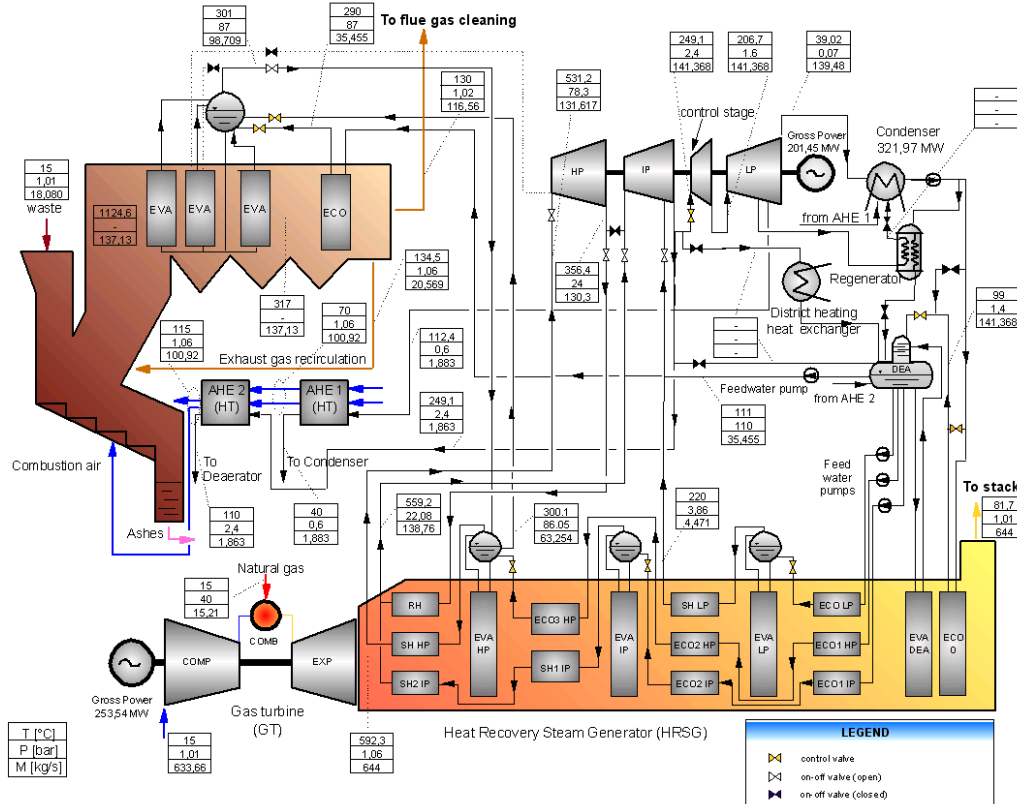 301
87
98,709
290
87
35,455
To flue gas cleaning
130
1,02
116,56
531,2
78,3
131,617
249,1
2,4
141,368
206,7
1.6
141,368
39,02
0,07
139,48
control stage
Gross Power
201,45 MW
Condenser
321,97 MW
-
-
-
HP
IP
LP
15
1,01
18,080
waste
1124,6
-
137,13
EVA
EVA
EVA
ECO
from AHE 1
Regenerator
134,5
1,06
20,569
356,4
24
130,3
District heating
heat exchanger
99
1,4
141,368
317
-
137,13
70
1,06
100,92
115
1,06
100,92
Exhaust gas recirculation
112,4
0,6
1,883
-
-
-
DEA
Feedwater pump
from AHE 2
AHE 2
(HT)
AHE 1
(HT)
249,1
2,4
1,863
111
110
35,455
Combustion air
To
Deaerator
To Condenser
Feed
water
pumps
To stack
81,7
1,01
644
Ashes
110
2,4
1,863
40
0,6
1,883
559,2
22,08
138,76
300.1
86.05
63,254
220
3,86
4,471
Natural gas
15
40
15,21
COMB
COMP
EXP
RH
SH HP
SH2 IP
EVA
HP
ECO3 HP
SH1 IP
EVA
IP
SH LP
ECO2 HP
ECO2 IP
EVA
LP
ECO LP
ECO1 HP
ECO1 IP
EVA
DEA
ECO
O
Gross Power
253,54 MW
Gas turbine
(GT)
Heat Recovery Steam Generator (HRSG)
T [°C]
P [bar]
M [kg/s]
15
1,01
633,66
592,3
1,06
644
LEGEND
control valve
on-off valve (open)
on-off valve (closed)